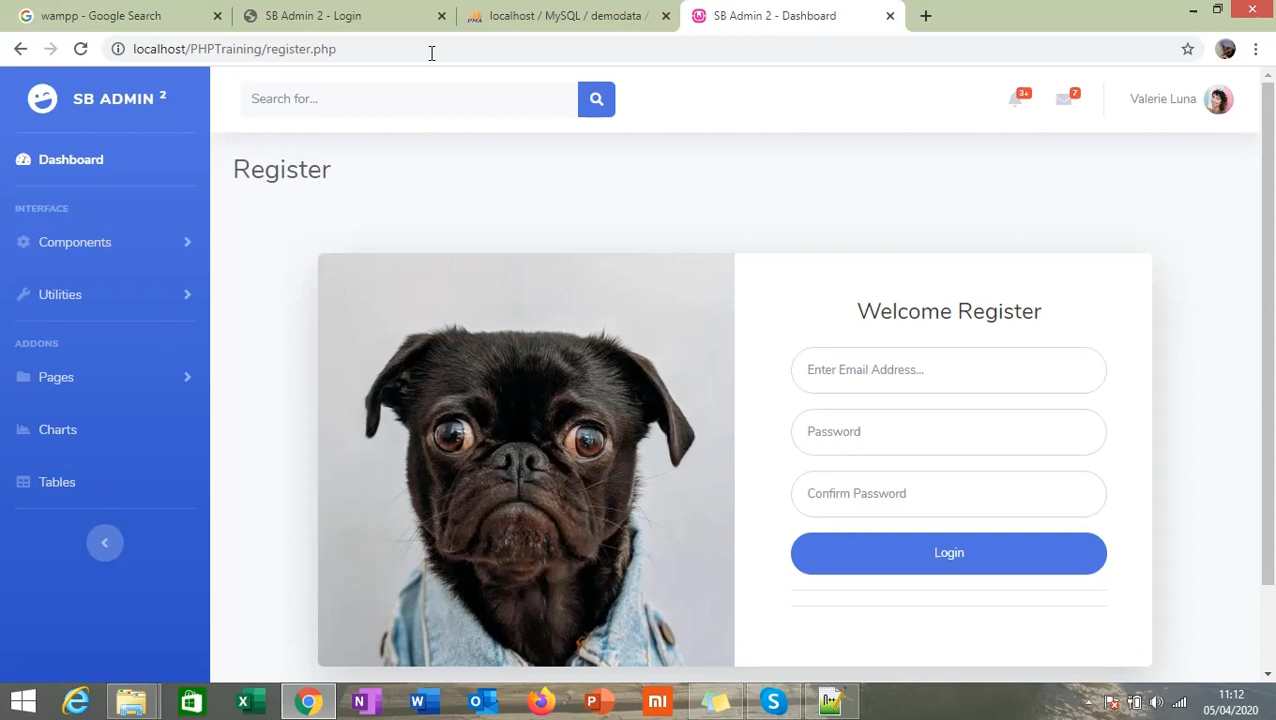 wampp - Google Search
SB Admin 2 - Login
localhost / MySQL / demodata /
SB Admin 2 - Dashboard
localhost/PHPTraining/register.php
SB ADMIN 2
Search for...
3+
7
Valerie Luna
Dashboard
Register
INTERFACE
Components
Utilities
ADDONS
Pages
Charts
Tables
Welcome Register
Enter Email Address...
Password
Confirm Password
Login
11:12
05/04/2020